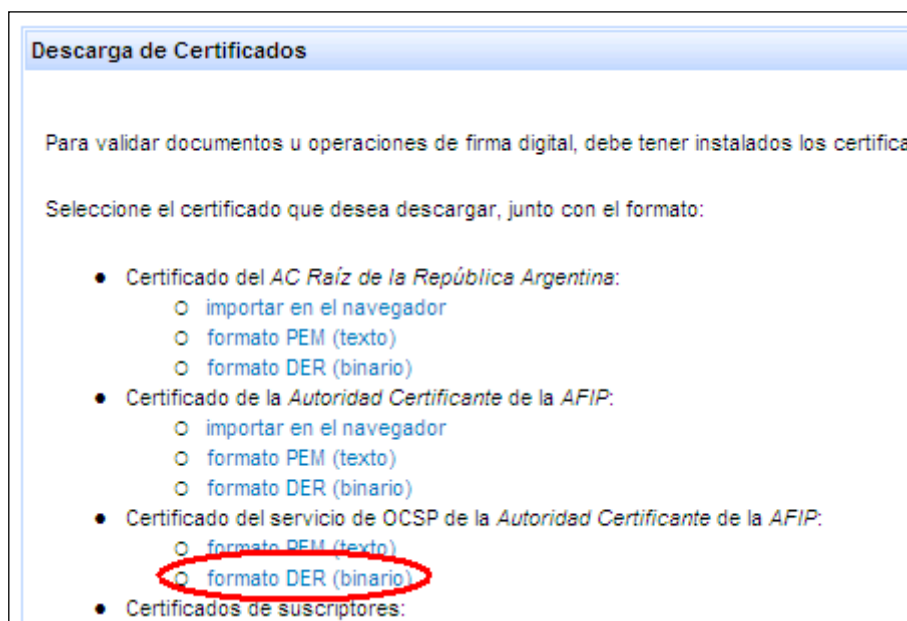 Descarga de Certificados
Para validar documentos u operaciones de firma digital, debe tener instalados los certifica
Seleccione el certificado que desea descargar, junto con el formato:
Certificado del AC Raíz de la República Argentina:
importar en el navegador
formato PEM (texto)
formato DER (binario)
Certificado de la Autoridad Certificante de la AFIP:
importar en el navegador
formato PEM (texto)
formato DER (binario)
Certificado del servicio de OCSP de la Autoridad Certificante de la AFIP:
formato PEM (texto)
formato DER (binario)
Certificados de suscriptores: